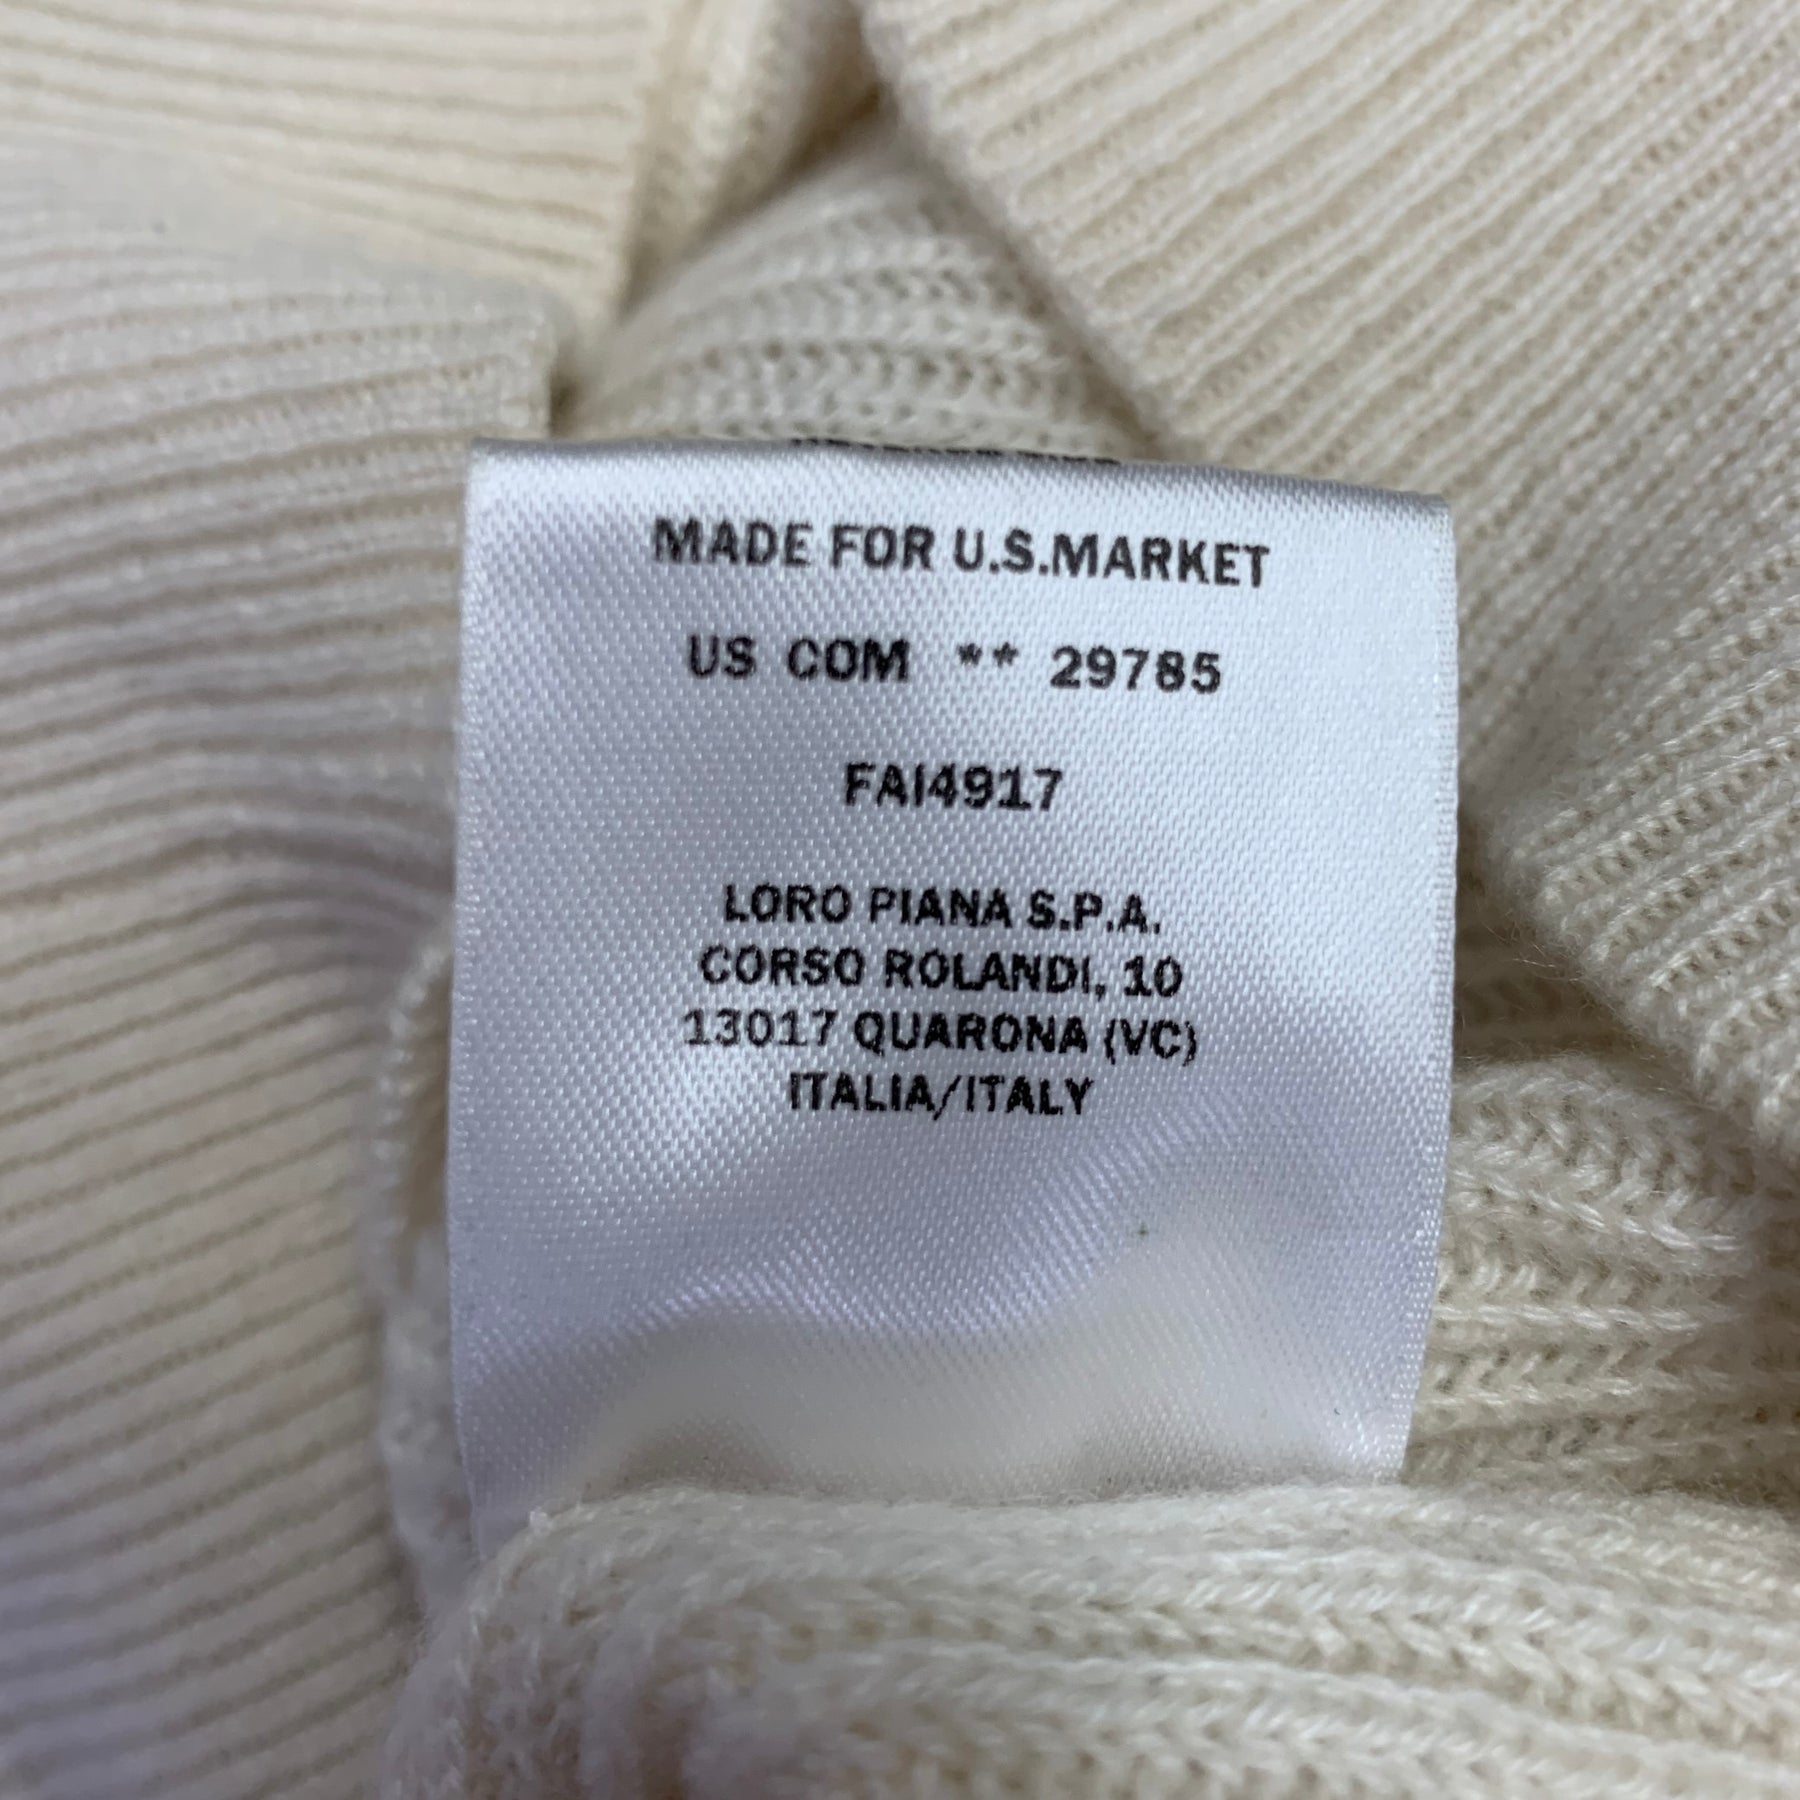 MADE FOR U.S.MARKET
US COM ** 29785
FAI4917
LORO PIANA S.P.A.
CORSO ROLANDI, 10
13017 QUARONA (VC)
ITALIA/ITALY